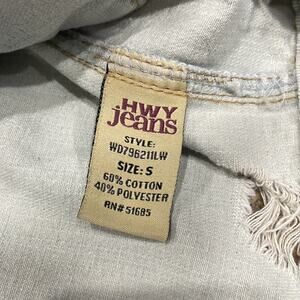 HWY
jeans
STYLE:
WD796211LW
SIZE: S
60% COTTON
40% POLYESTER
RN# 51685